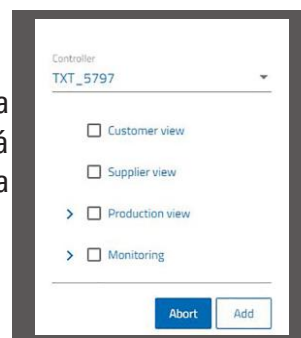 a
á
a
Controller
TXT_5797
Customer view
Supplier view
Production view
Monitoring
Abort
Add